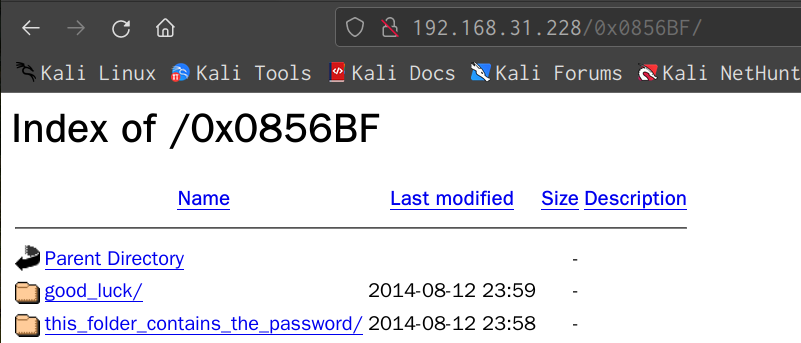 192.168.31.228/0x0856BF/
Kali Linux Kali Tools Kali Docs Kali Forums Kali NetHunt
Index of /0x0856BF
Name Last modified Size Description
Parent Directory -
good_luck/ 2014-08-12 23:59 -
this_folder_contains_the_password/ 2014-08-12 23:58 -